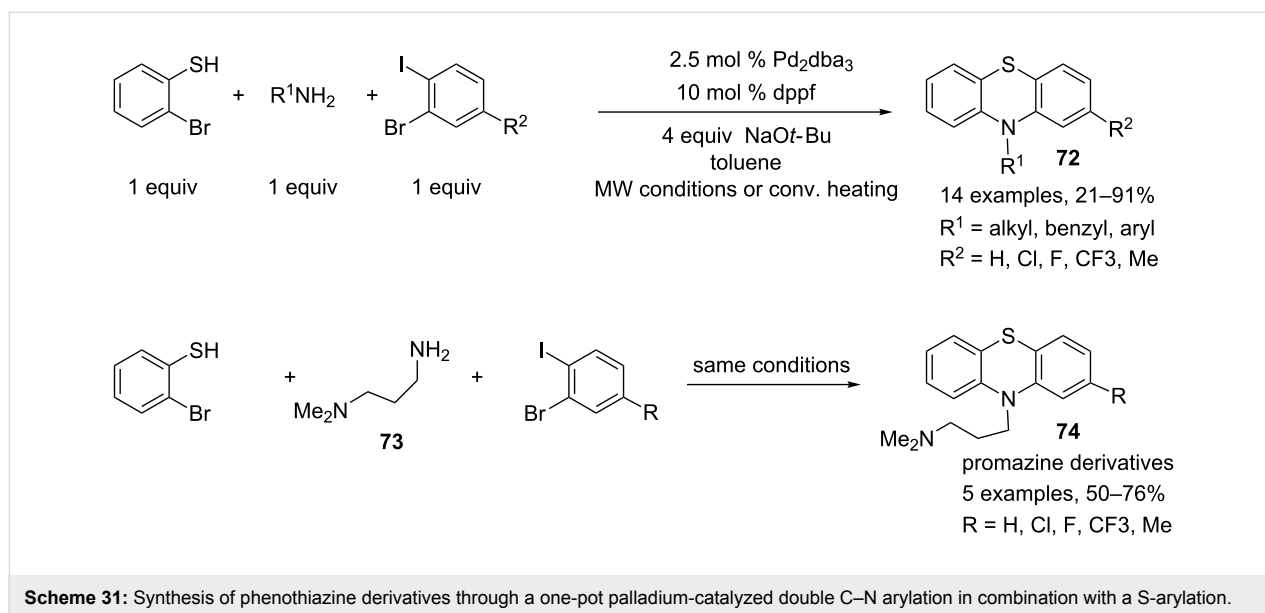 SH
Br
+
R¹NH₂
+
I
Br
R²
2.5 mol % Pd₂dba₃
10 mol % dppf
4 equiv NaOt-Bu
toluene
MW conditions or conv. heating
S
N
R¹
R²
72
1 equiv
1 equiv
1 equiv
14 examples, 21–91%
R¹ = alkyl, benzyl, aryl
R² = H, Cl, F, CF3, Me
SH
Br
+
NH₂
Me₂N
73
+
I
Br
R
same conditions
S
N
R
Me₂N
74
promazine derivatives
5 examples, 50–76%
R = H, Cl, F, CF3, Me
Scheme 31: Synthesis of phenothiazine derivatives through a one-pot palladium-catalyzed double C–N arylation in combination with a S-arylation.